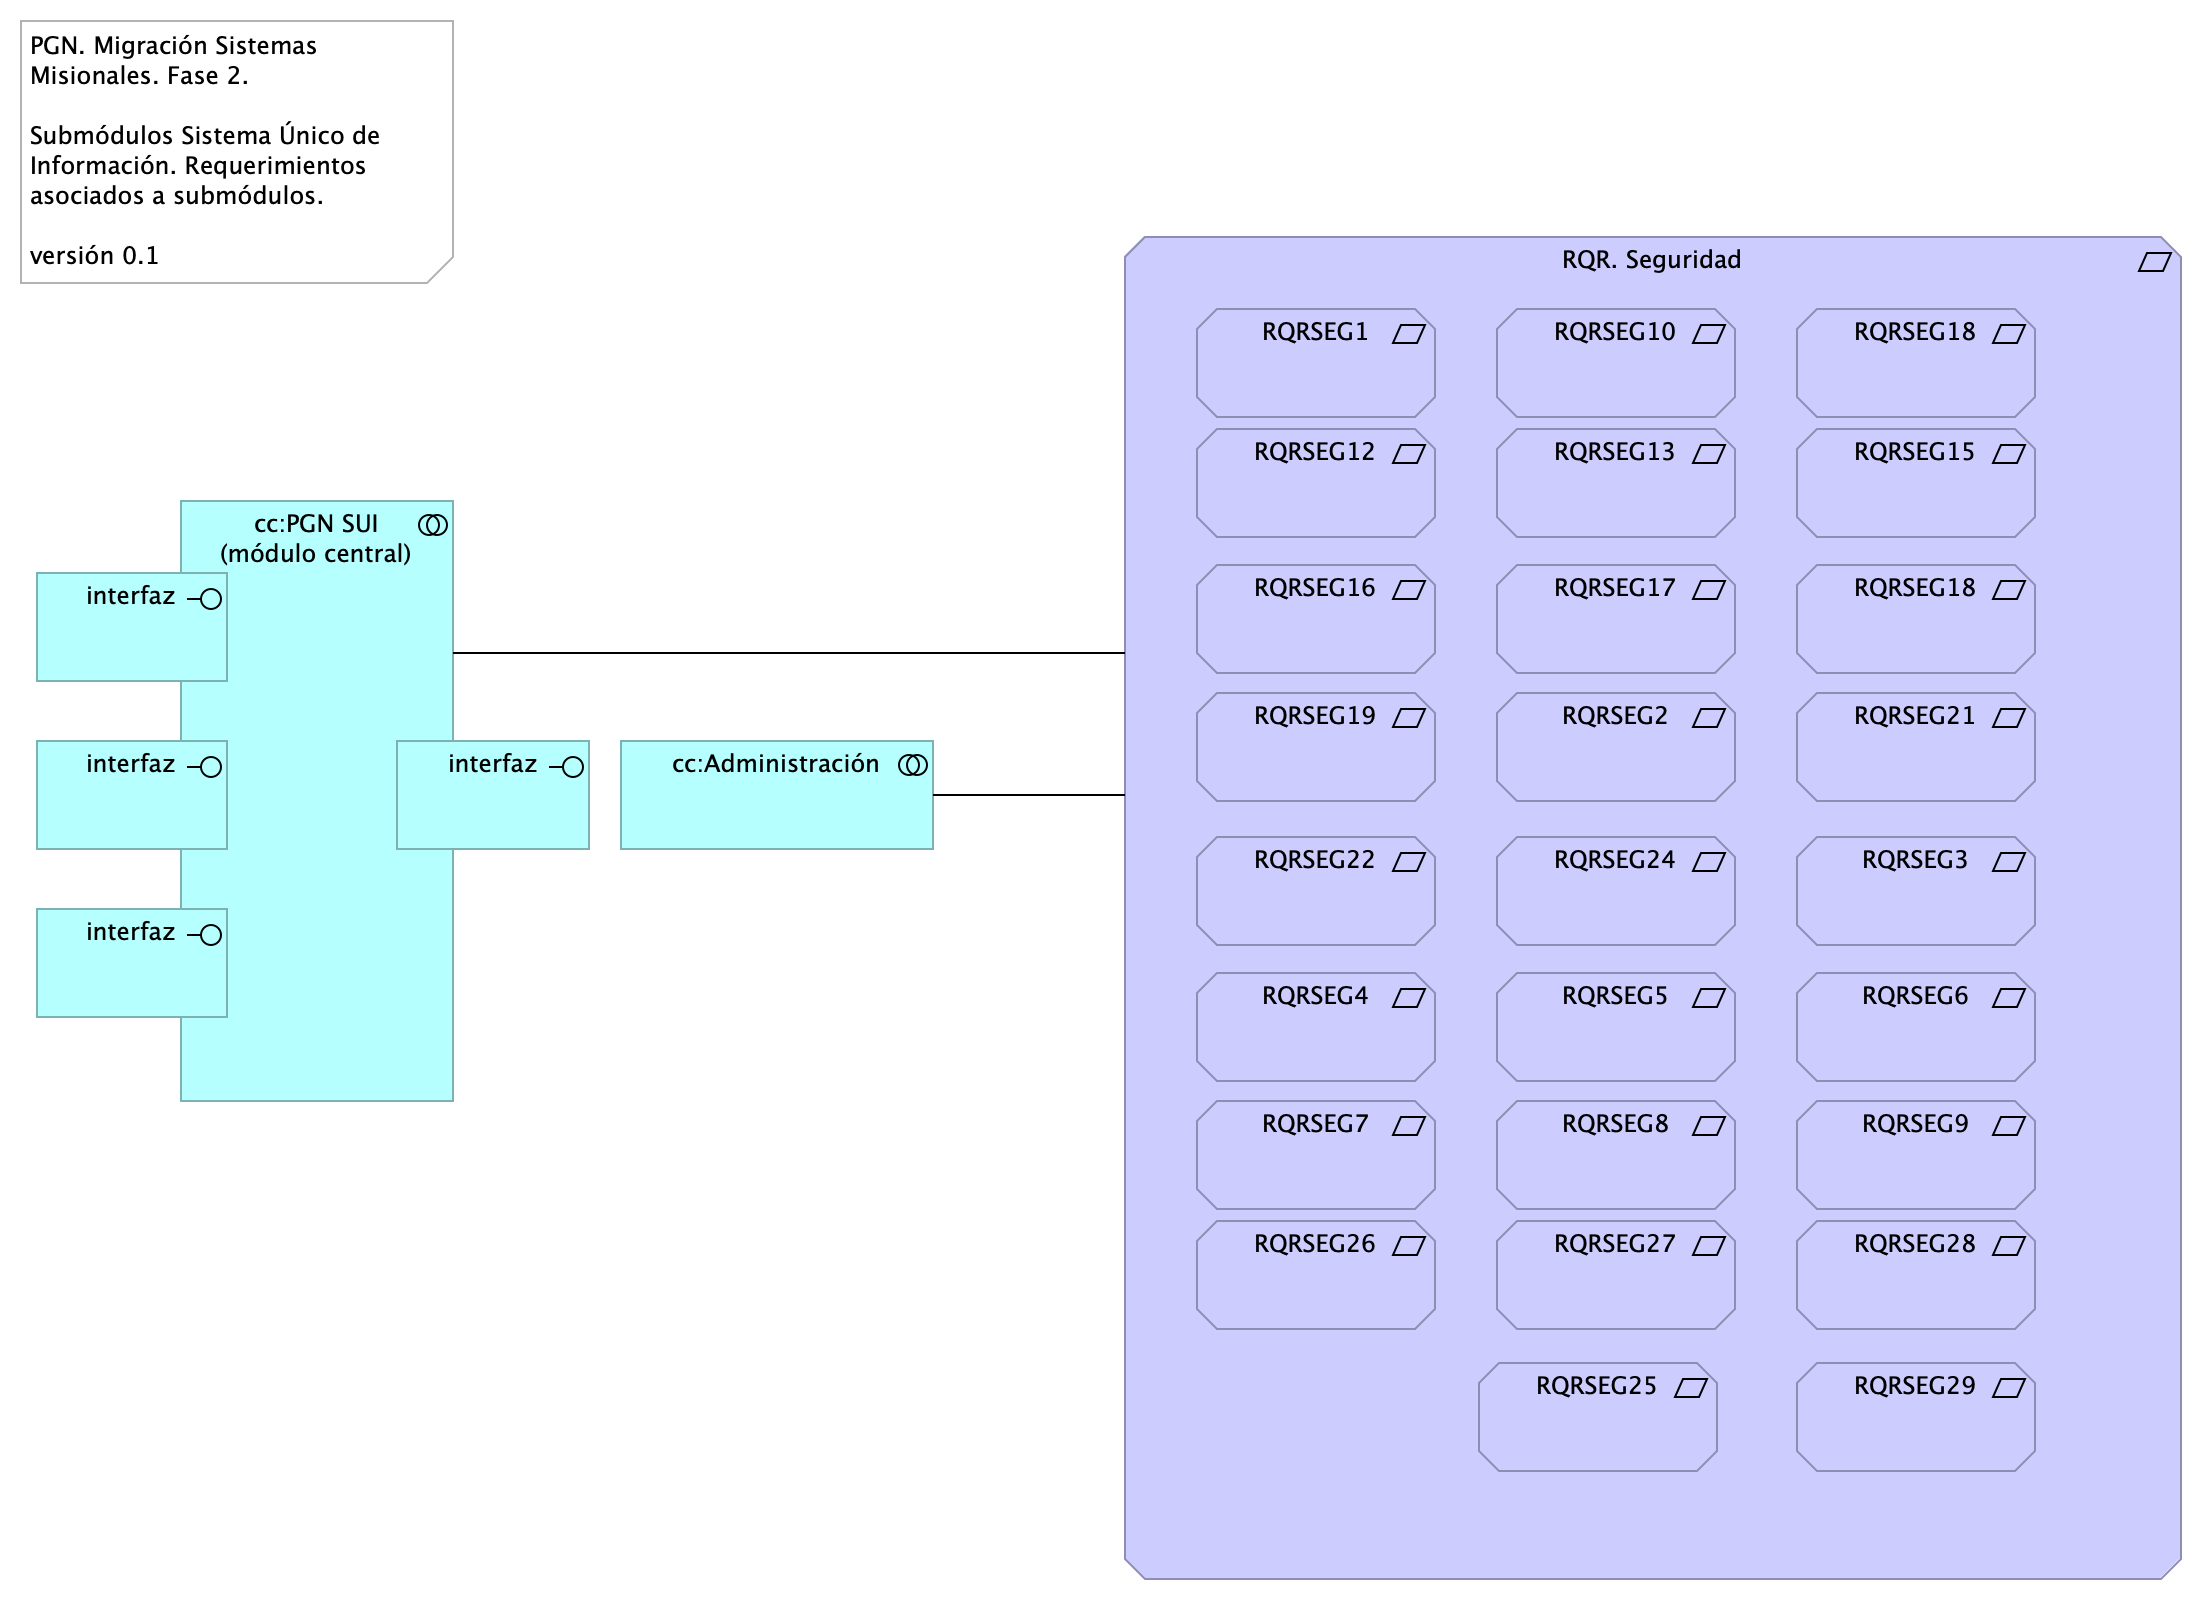 PGN. Migración Sistemas
Misionales. Fase 2.
Submódulos Sistema Único de
Información. Requerimientos
asociados a submódulos.
versión 0.1
cc:PGN SUI
(módulo central)
interfaz
interfaz
interfaz
interfaz
cc:Administración
RQR. Seguridad
RQRSEG1
RQRSEG10
RQRSEG18
RQRSEG12
RQRSEG13
RQRSEG15
RQRSEG16
RQRSEG17
RQRSEG18
RQRSEG19
RQRSEG2
RQRSEG21
RQRSEG22
RQRSEG24
RQRSEG3
RQRSEG4
RQRSEG5
RQRSEG6
RQRSEG7
RQRSEG8
RQRSEG9
RQRSEG26
RQRSEG27
RQRSEG28
RQRSEG25
RQRSEG29